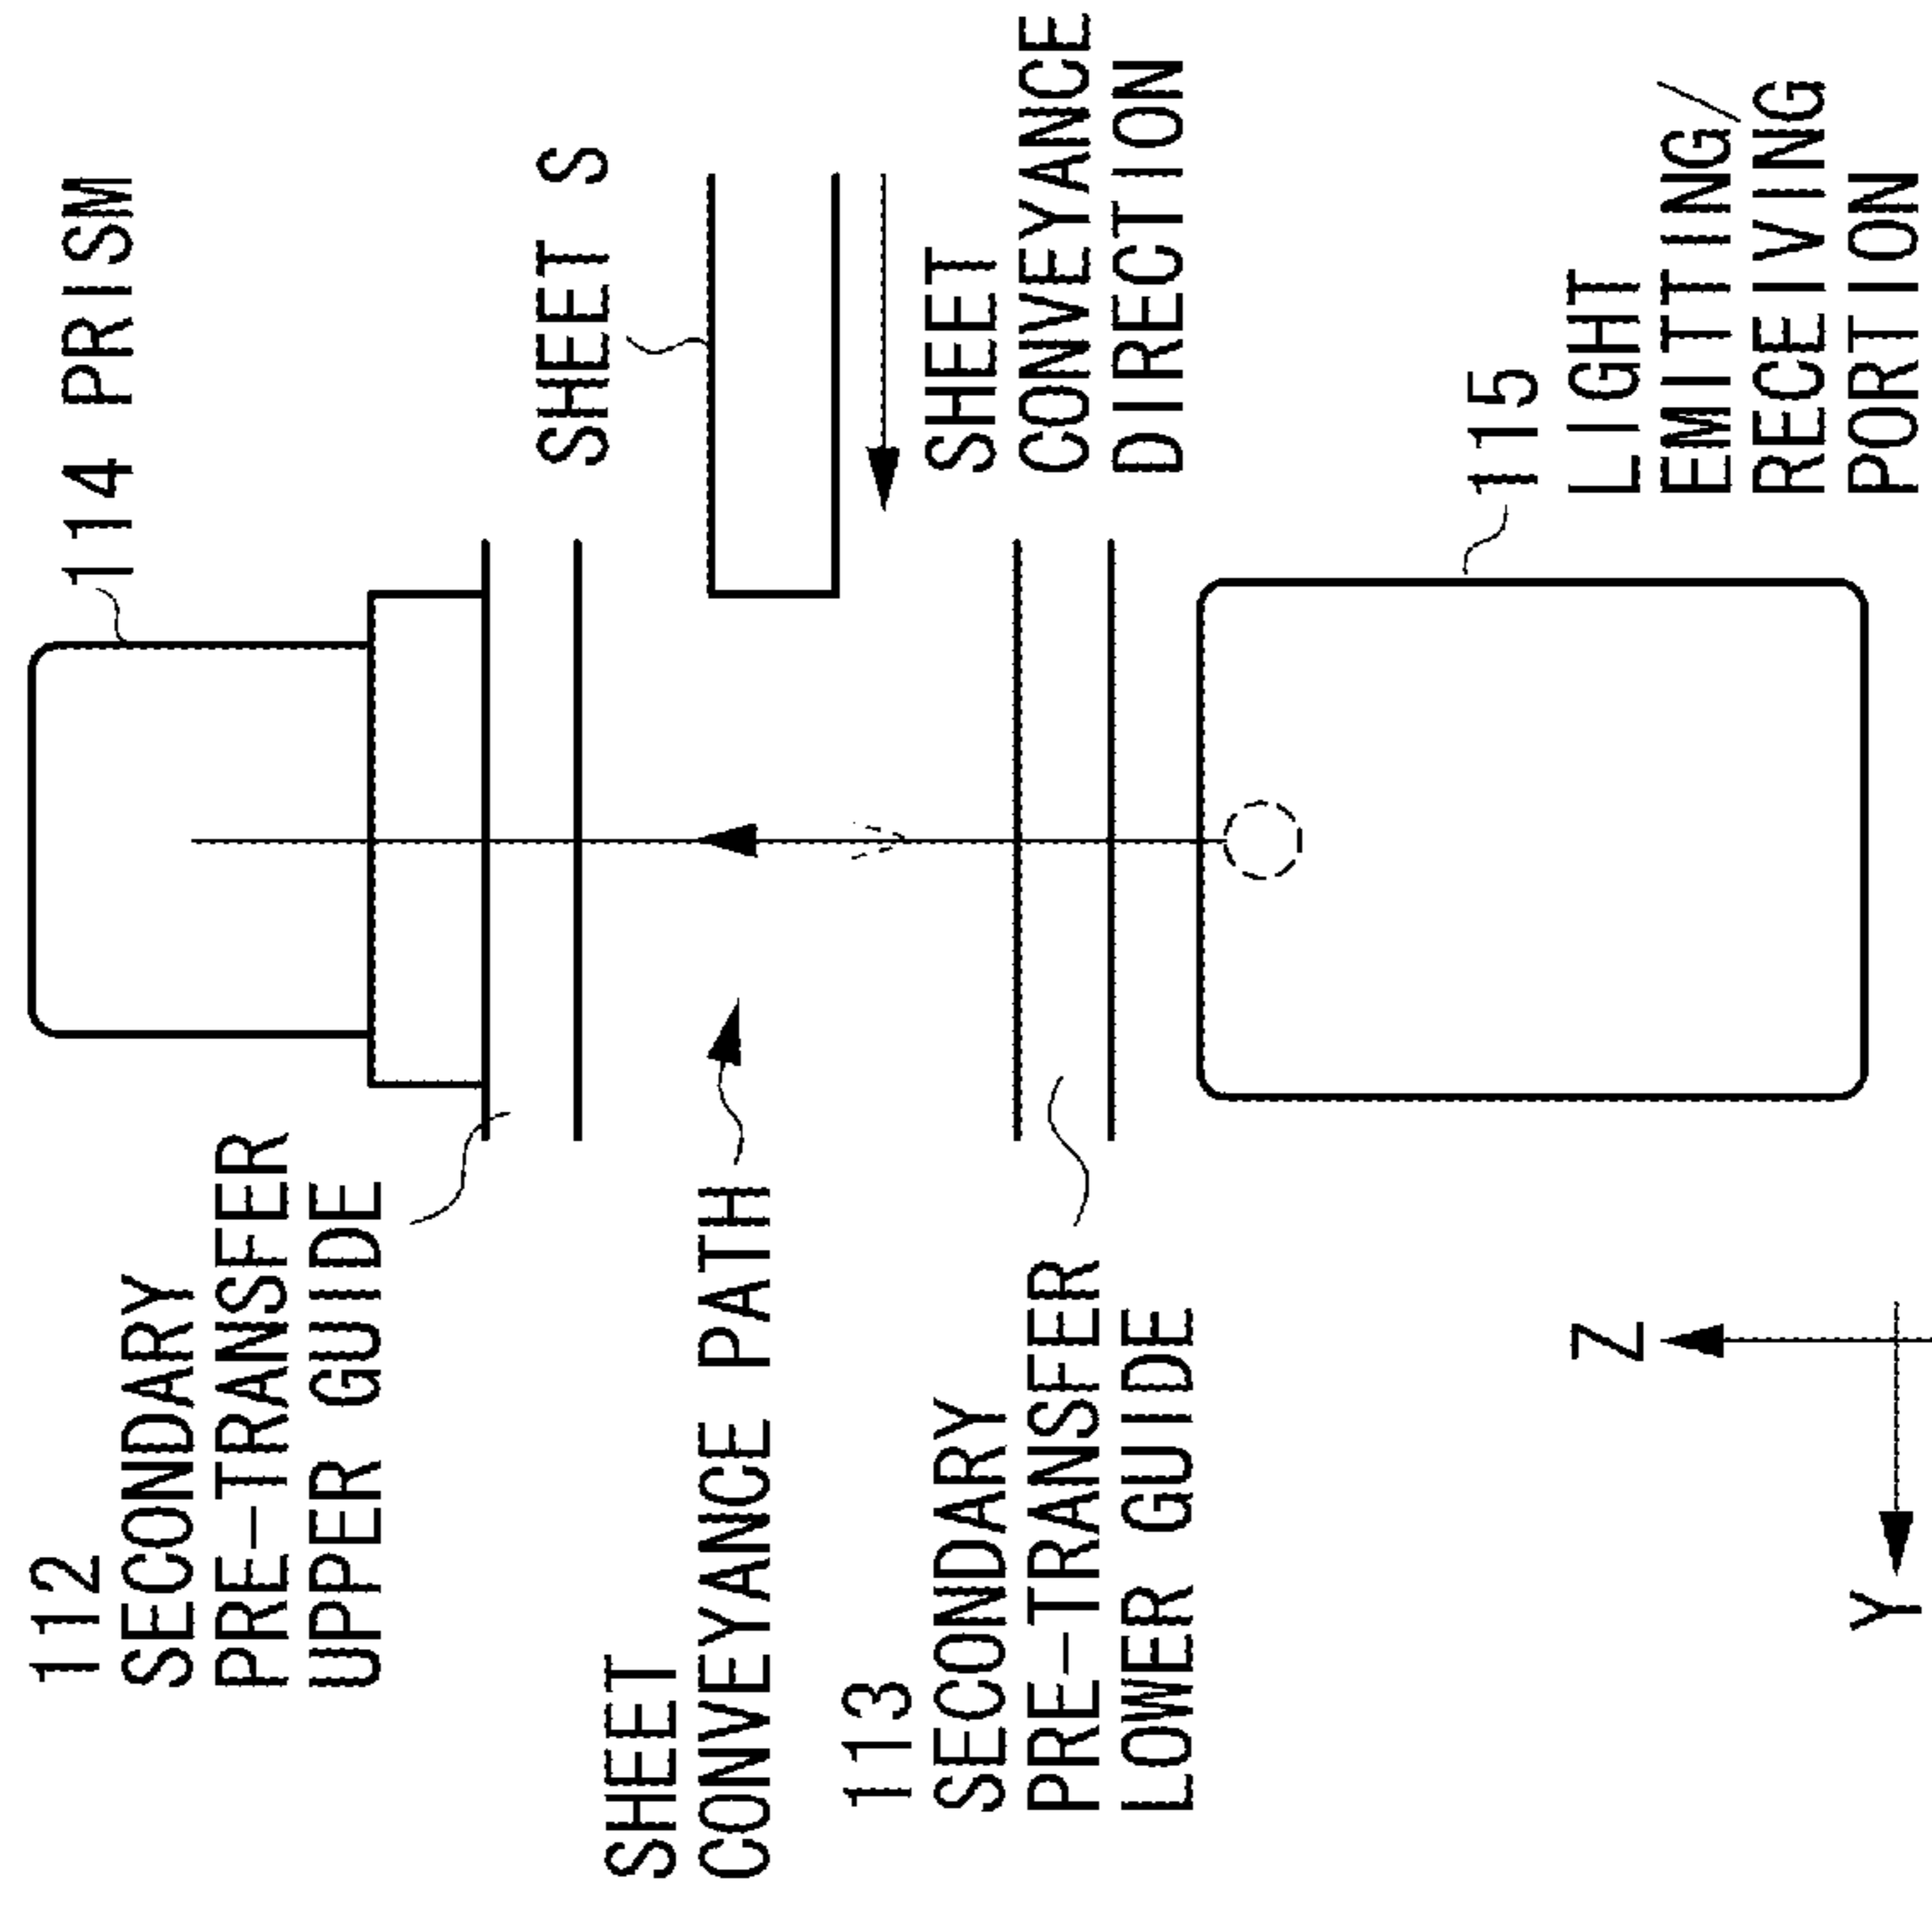 112
SECONDARY
PRE-TRANSFER
UPPER GUIDE
114 PRISM
SHEET S
SHEET
CONVEYANCE PATH
SHEET
CONVEYANCE
DIRECTION
113
SECONDARY
PRE-TRANSFER
LOWER GUIDE
115
LIGHT
EMITTING/
RECEIVING
PORTION
Z
Y